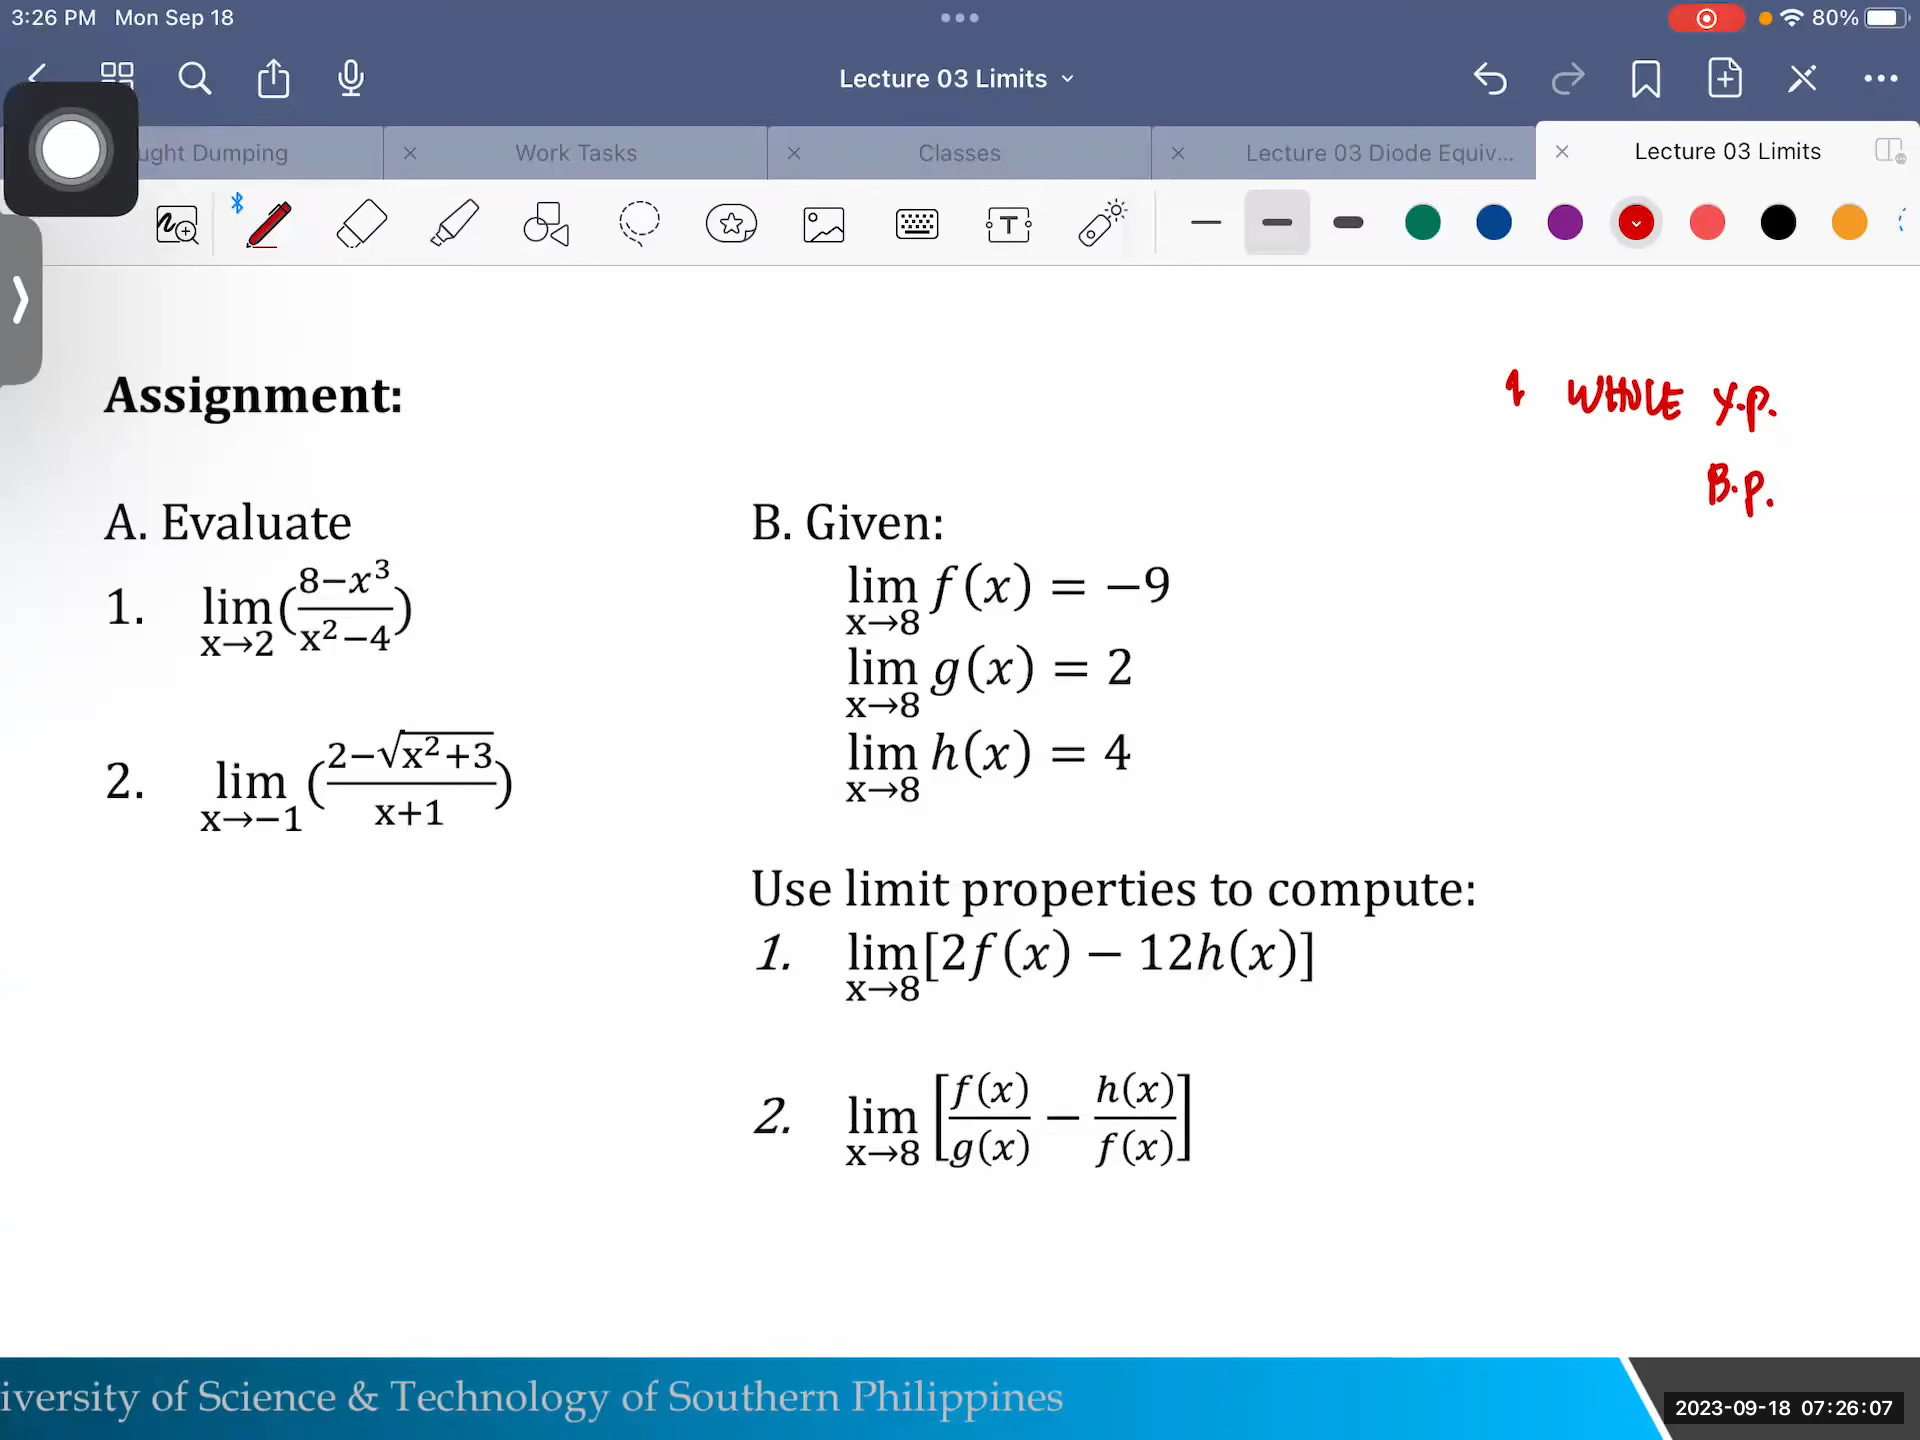 3:26 PM Mon Sep 18
80%
Lecture 03 Limits
ught Dumping
Work Tasks
Classes
Lecture 03 Diode Equiv...
Lecture 03 Limits
Assignment:
WHOLE Y.P.
B.P.
A. Evaluate
1. lim x→2 (8−x³ / x²−4)
2. lim x→−1 (2−√x²+3 / x+1)
B. Given:
lim x→8 f(x) = −9
lim x→8 g(x) = 2
lim x→8 h(x) = 4
Use limit properties to compute:
1. lim x→8 [2f(x) − 12h(x)]
2. lim x→8 [f(x)/g(x) − h(x)/f(x)]
iversity of Science & Technology of Southern Philippines
2023-09-18 07:26:07